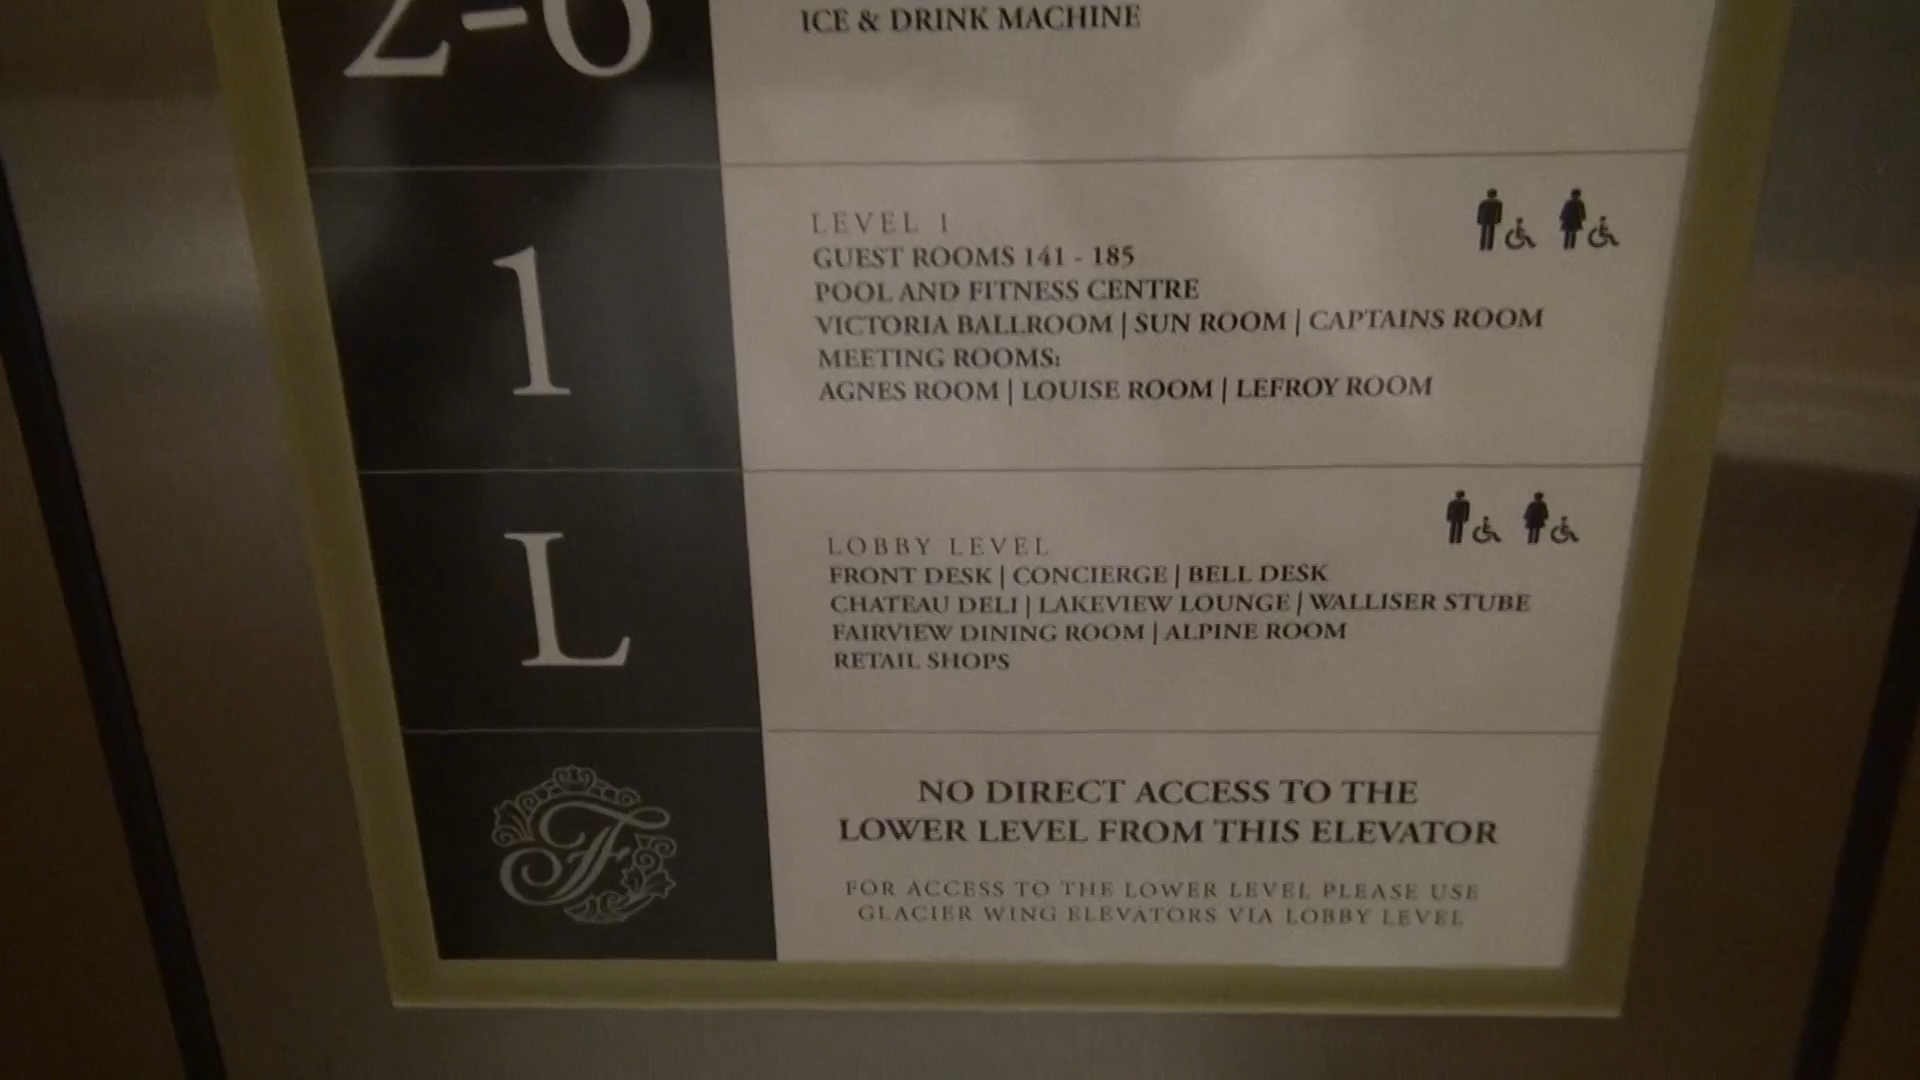 2-6
ICE & DRINK MACHINE
1
LEVEL 1
GUEST ROOMS 141 - 185
POOL AND FITNESS CENTRE
VICTORIA BALLROOM | SUN ROOM | CAPTAINS ROOM
MEETING ROOMS:
AGNES ROOM | LOUISE ROOM | LEFROY ROOM
L
LOBBY LEVEL
FRONT DESK | CONCIERGE | BELL DESK
CHATEAU DELI | LAKEVIEW LOUNGE | WALLISER STUBE
FAIRVIEW DINING ROOM | ALPINE ROOM
RETAIL SHOPS
F
NO DIRECT ACCESS TO THE
LOWER LEVEL FROM THIS ELEVATOR
FOR ACCESS TO THE LOWER LEVEL PLEASE USE
GLACIER WING ELEVATORS VIA LOBBY LEVEL